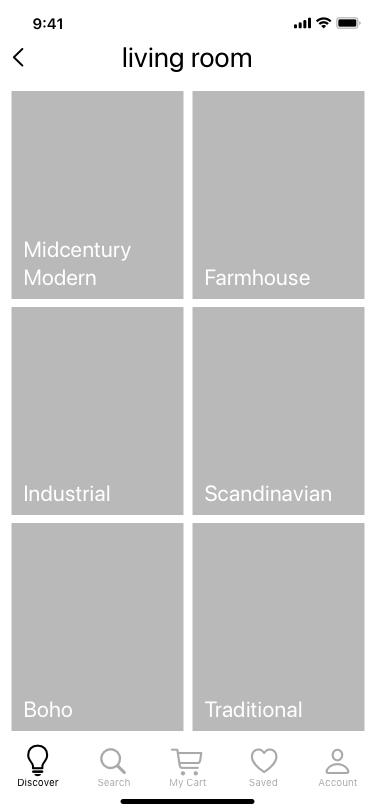 9:41
living room
Midcentury
Modern
Farmhouse
Industrial
Scandinavian
Boho
Traditional
Discover
Search
My Cart
Saved
Account